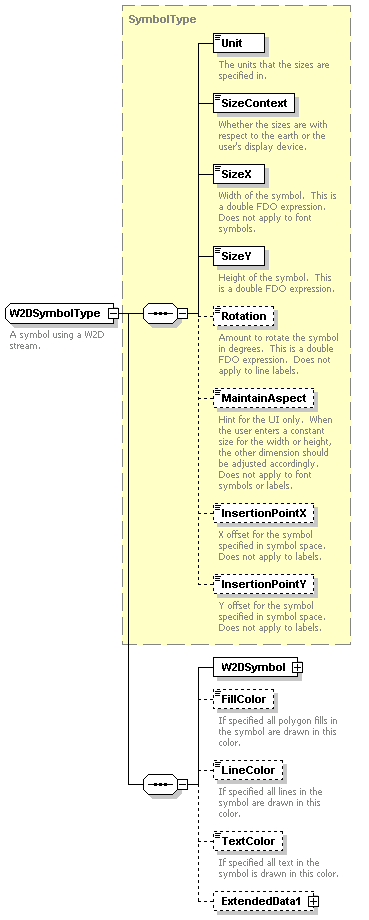 SymbolType
Unit
The units that the sizes are
specified in.
SizeContext
Whether the sizes are with
respect to the earth or the
user's display device.
SizeX
Width of the symbol.  This is
a double FDO expression.
Does not apply to font
symbols.
SizeY
Height of the symbol.  This
is a double FDO expression.
W2DSymbolType
A symbol using a W2D
stream.
Rotation
Amount to rotate the symbol
in degrees.  This is a double
FDO expression.  Does not
apply to line labels.
MaintainAspect
Hint for the UI only.  When
the user enters a constant
size for the width or height,
the other dimension should
be adjusted accordingly.
Does not apply to font
symbols or labels.
InsertionPointX
X offset for the symbol
specified in symbol space.
Does not apply to labels.
InsertionPointY
Y offset for the symbol
specified in symbol space.
Does not apply to labels.
W2DSymbol
FillColor
If specified all polygon fills in
the symbol are drawn in this
color.
LineColor
If specified all lines in the
symbol are drawn in this
color.
TextColor
If specified all text in the
symbol is drawn in this color.
ExtendedData1